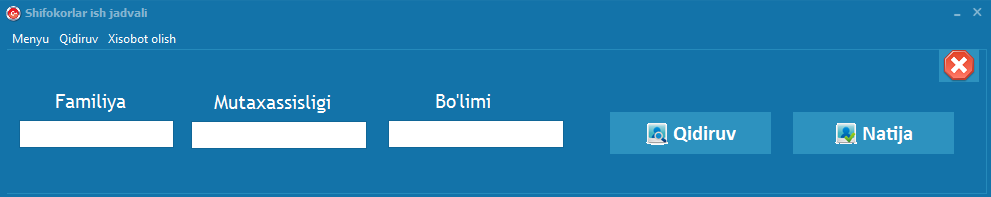 Shifokorlar ish jadvali
Menyu Qidiruv Xisobot olish
Familiya Mutaxassisligi Bo'limi
Qidiruv Natija